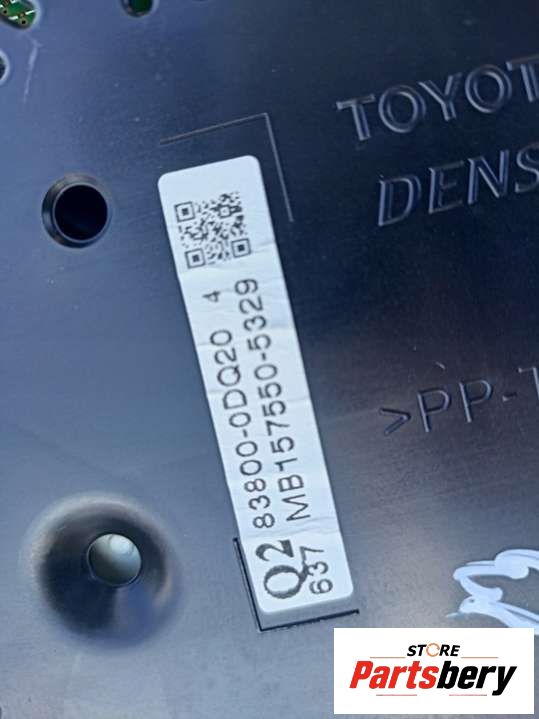 TOYOT
DENS
83800-0DQ20 4
MB157550-5329
Q2
637
>PP-T
STORE
Partsbery